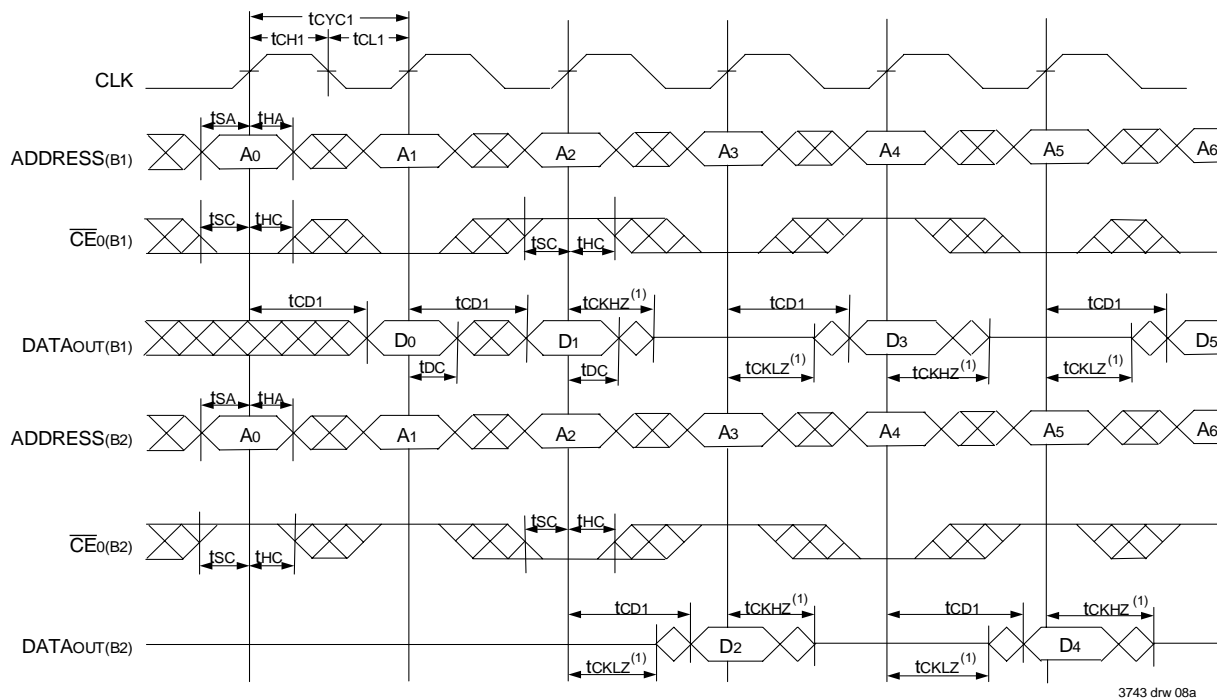 tCYC1
tCH1 tCL1
CLK
tSA tHA
ADDRESS(B1) A0 A1 A2 A3 A4 A5 A6
tSC tHC
CE0(B1)
tSC tHC
tCD1 tCD1 tCKHZ(1) tCD1 tCD1
DATAOUT(B1) D0 D1 D3 D5
tDC tDC tCKLZ(1) tCKHZ(1) tCKLZ(1)
tSA tHA
ADDRESS(B2) A0 A1 A2 A3 A4 A5 A6
tSC tHC
CE0(B2)
tSC tHC
tCD1 tCKHZ(1) tCD1 tCKHZ(1)
DATAOUT(B2) D2 D4
tCKLZ(1) tCKLZ(1)
3743 drw 08a